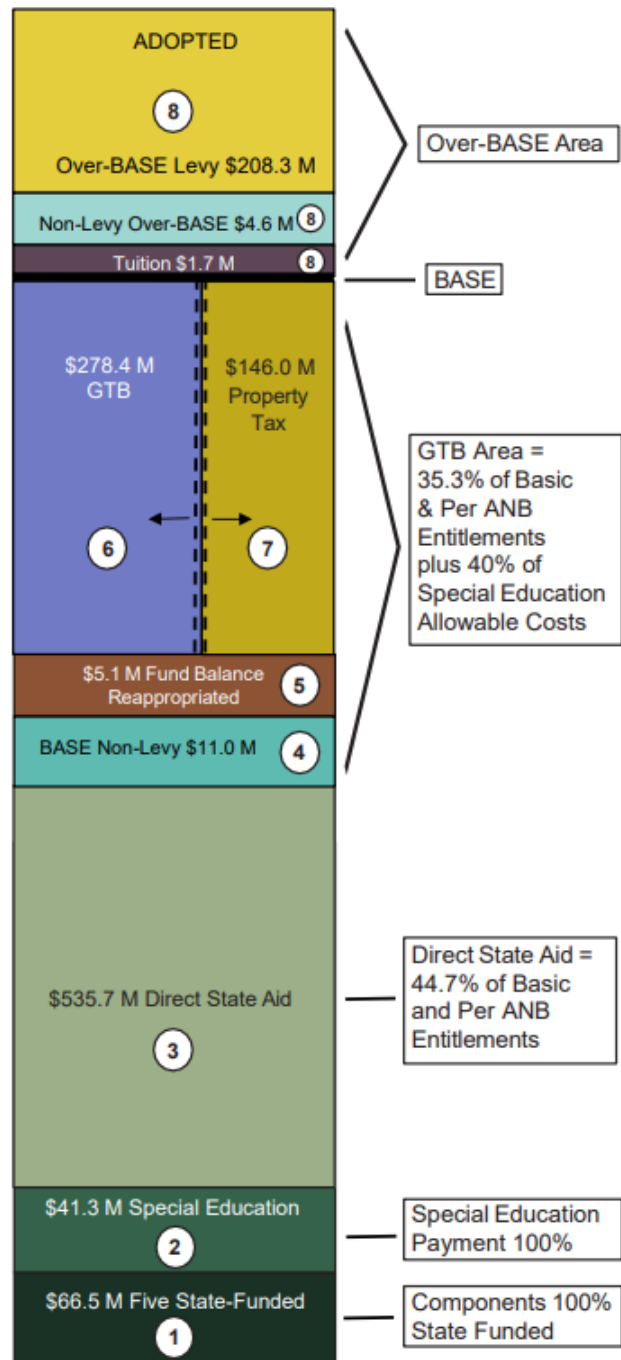 ADOPTED
8
Over-BASE Levy $208.3 M
Over-BASE Area
Non-Levy Over-BASE $4.6 M 8
Tuition $1.7 M 8
BASE
$278.4 M
GTB
6
$146.0 M
Property
Tax
7
GTB Area =
35.3% of Basic
& Per ANB
Entitlements
plus 40% of
Special Education
Allowable Costs
$5.1 M Fund Balance
Reappropriated
5
BASE Non-Levy $11.0 M
4
$535.7 M Direct State Aid
3
Direct State Aid =
44.7% of Basic
and Per ANB
Entitlements
$41.3 M Special Education
2
Special Education
Payment 100%
$66.5 M Five State-Funded
1
Components 100%
State Funded